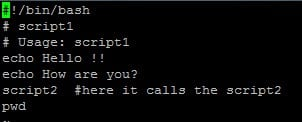 #!/bin/bash
# script1
# Usage: script1
echo Hello !!
echo How are you?
script2  #here it calls the script2
pwd